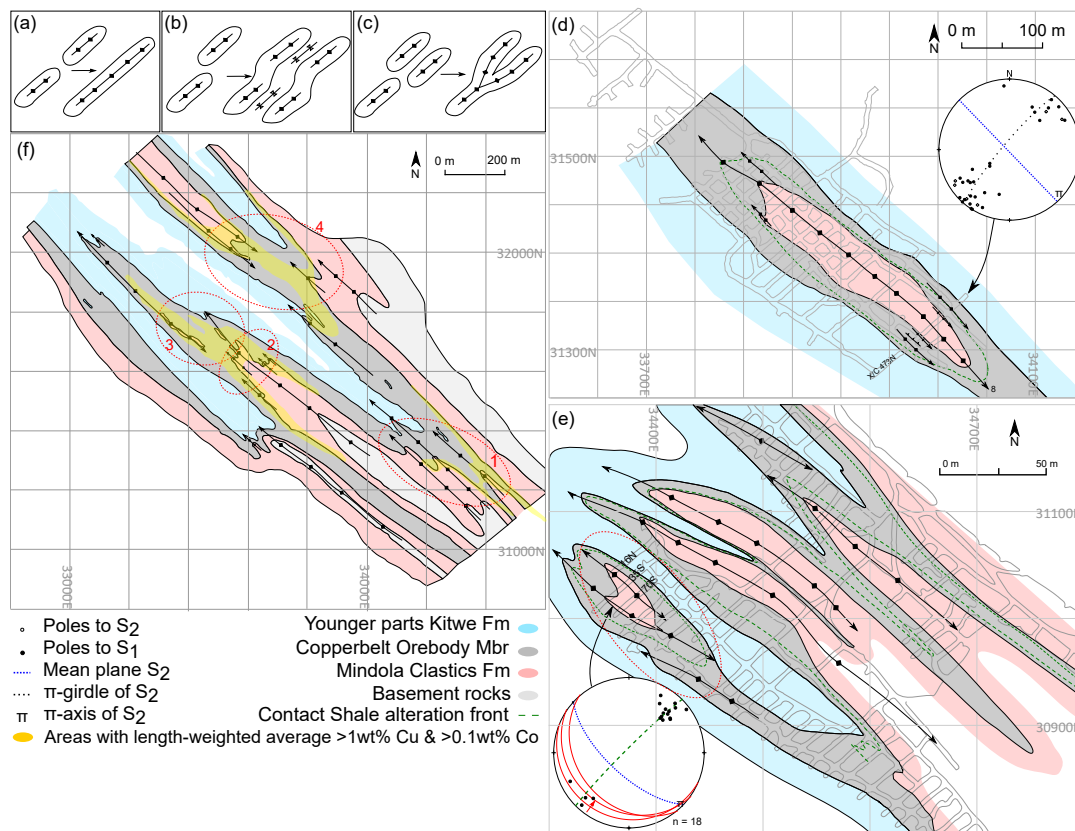 (a)
(b)
(c)
(d)
N
0 m
100 m
N
π
31500N
31300N
33700E
34100E
X/C 473N
8
(f)
N
0 m
200 m
4
32000N
3
2
1
31000N
33000E
34000E
(e)
34400E
34700E
N
0 m
50 m
31100N
30900N
π
n = 18
Poles to S2
Poles to S1
Mean plane S2
π-girdle of S2
π-axis of S2
Areas with length-weighted average >1wt% Cu & >0.1wt% Co
Younger parts Kitwe Fm
Copperbelt Orebody Mbr
Mindola Clastics Fm
Basement rocks
Contact Shale alteration front